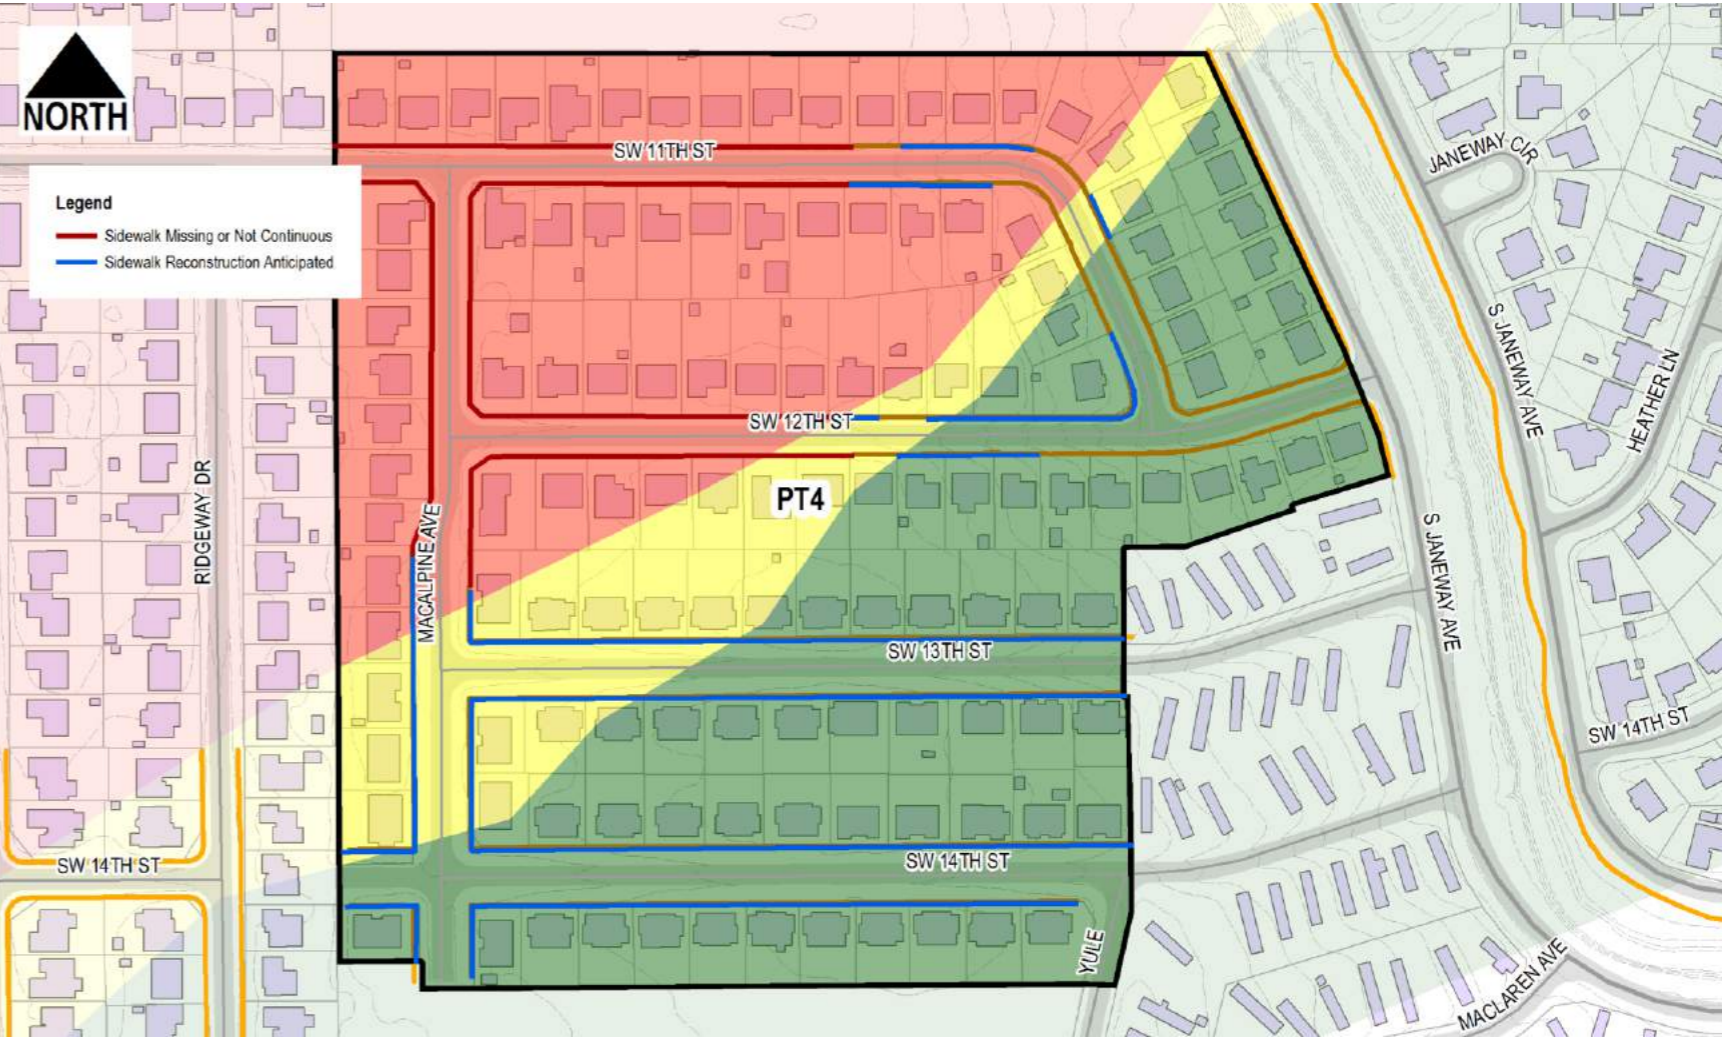 NORTH
SW 11TH ST
JANEWAY CIR
Legend
Sidewalk Missing or Not Continuous
Sidewalk Reconstruction Anticipated
S JANEWAY AVE
HEATHER LN
SW 12TH ST
RIDGEWAY DR
PT4
MACALPINE AVE
S JANEWAY AVE
SW 13TH ST
SW 14TH ST
SW 14TH ST
SW 14TH ST
YULE
MACLAREN AVE